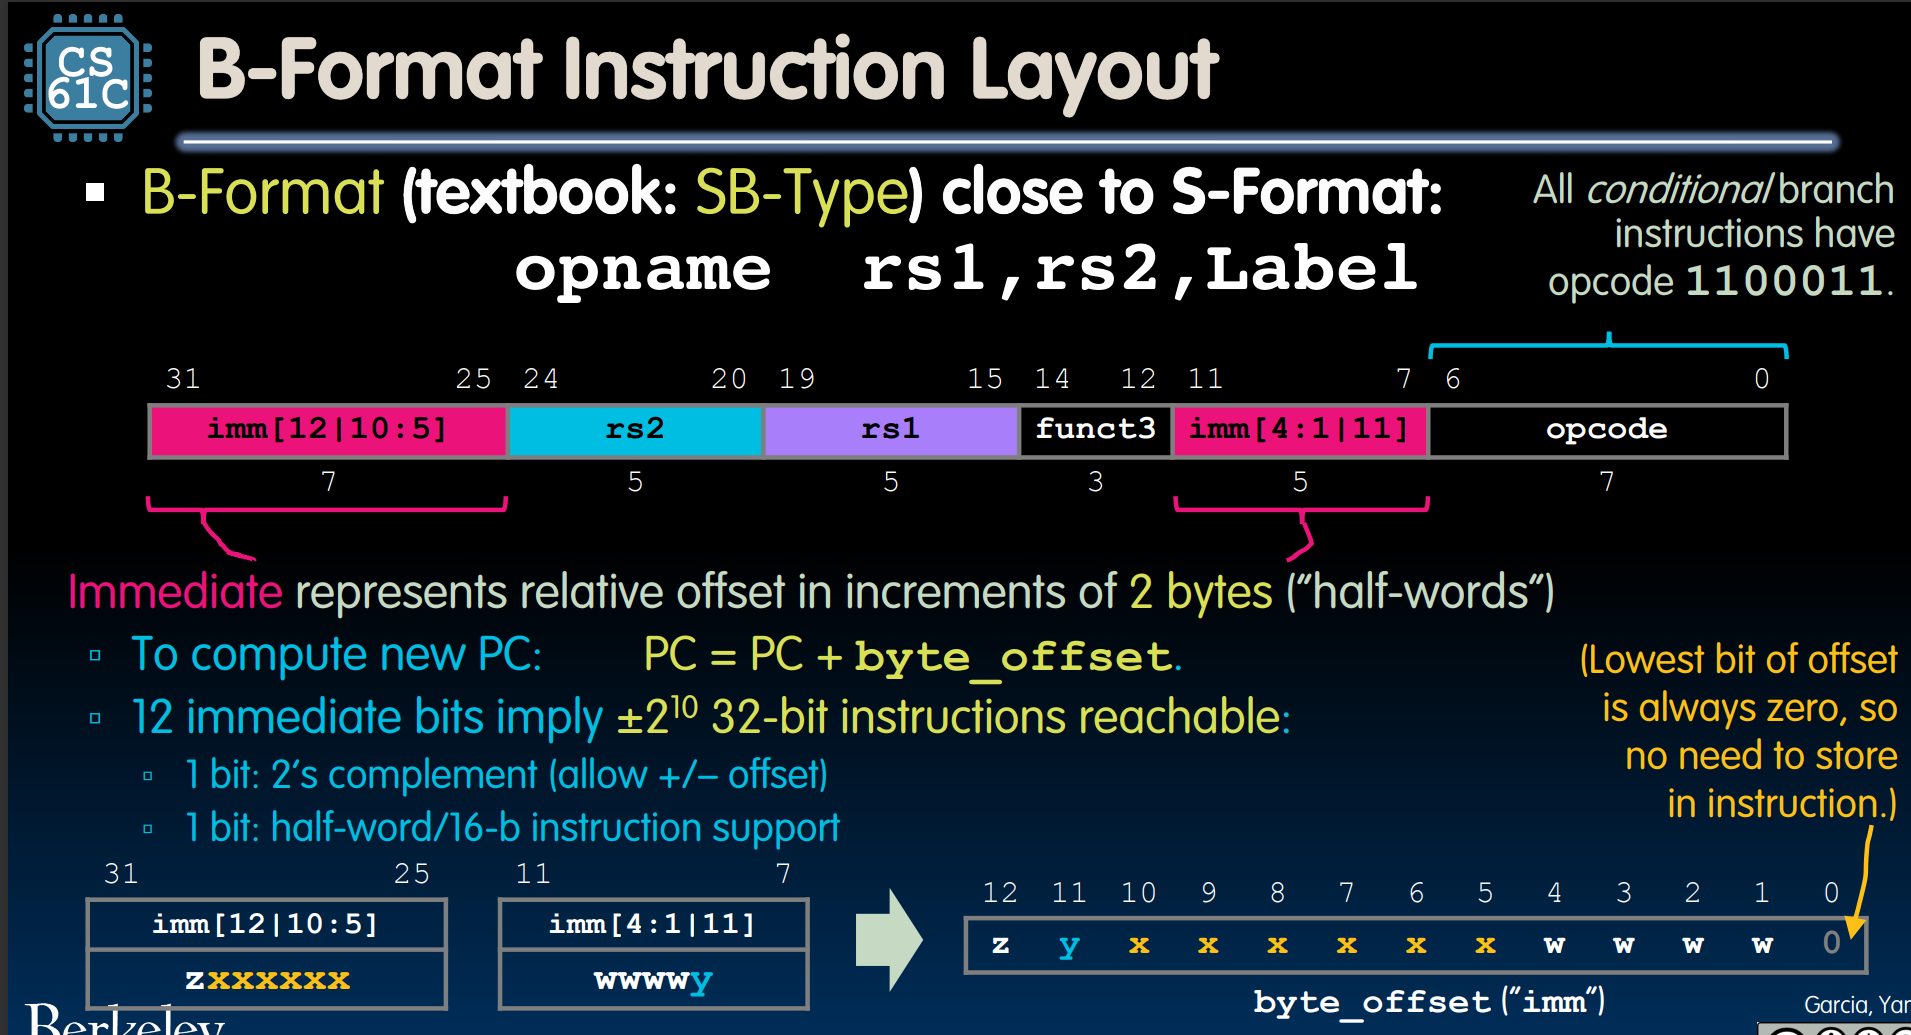 CS
61C
B-Format Instruction Layout
B-Format (textbook: SB-Type) close to S-Format:
opname rs1,rs2,Label
All conditional branch
instructions have
opcode 1100011.
31 25 24 20 19 15 14 12 11 7 6 0
imm[12|10:5] rs2 rs1 funct3 imm[4:1|11] opcode
7 5 5 3 5 7
Immediate represents relative offset in increments of 2 bytes ("half-words")
To compute new PC: PC = PC + byte_offset.
12 immediate bits imply ±2¹⁰ 32-bit instructions reachable:
1 bit: 2's complement (allow +/– offset)
1 bit: half-word/16-b instruction support
(Lowest bit of offset
is always zero, so
no need to store
in instruction.)
31 25 11 7
imm[12|10:5] imm[4:1|11]
zxxxxxx wwwwy
12 11 10 9 8 7 6 5 4 3 2 1 0
z y x x x x x x w w w w 0
byte_offset ("imm")
Berkeley
Garcia, Yan